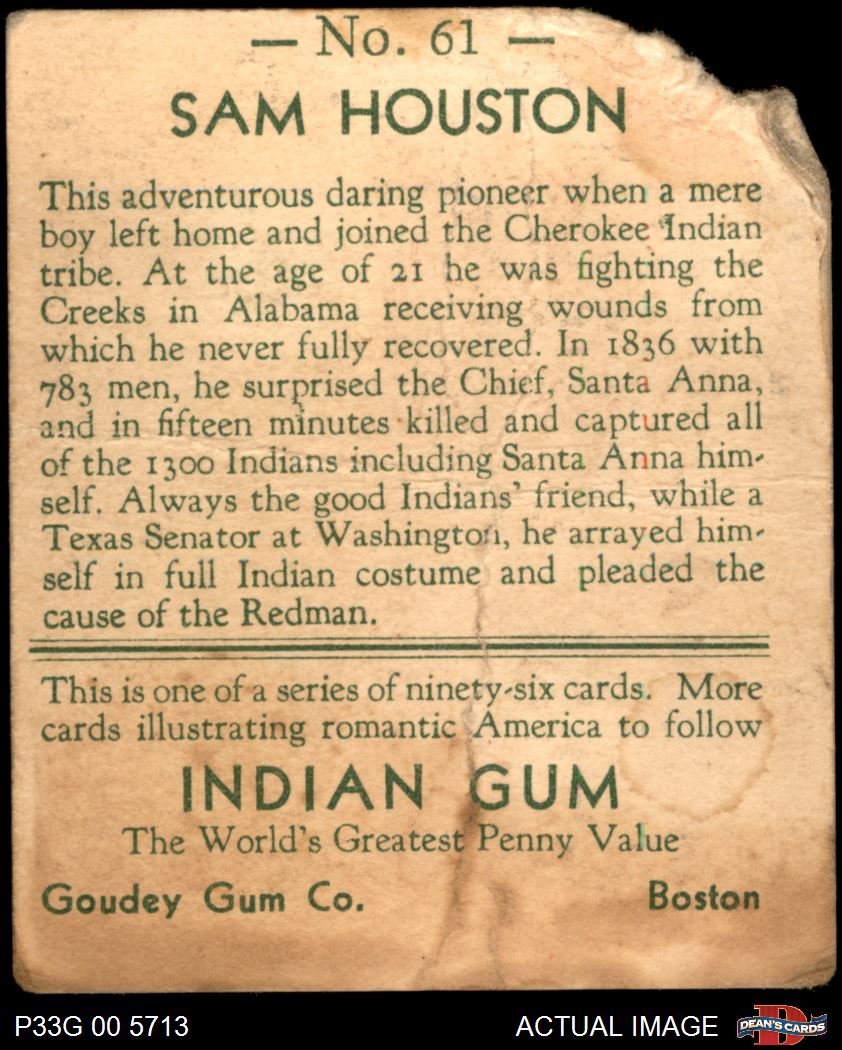 — No. 61 —
SAM HOUSTON
This adventurous daring pioneer when a mere
boy left home and joined the Cherokee Indian
tribe. At the age of 21 he was fighting the
Creeks in Alabama receiving wounds from
which he never fully recovered. In 1836 with
783 men, he surprised the Chief, Santa Anna,
and in fifteen minutes killed and captured all
of the 1300 Indians including Santa Anna him-
self. Always the good Indians' friend, while a
Texas Senator at Washington, he arrayed him-
self in full Indian costume and pleaded the
cause of the Redman.
This is one of a series of ninety-six cards. More
cards illustrating romantic America to follow
INDIAN GUM
The World's Greatest Penny Value
Goudey Gum Co. Boston
P33G 00 5713 ACTUAL IMAGE DEAN'S CARDS